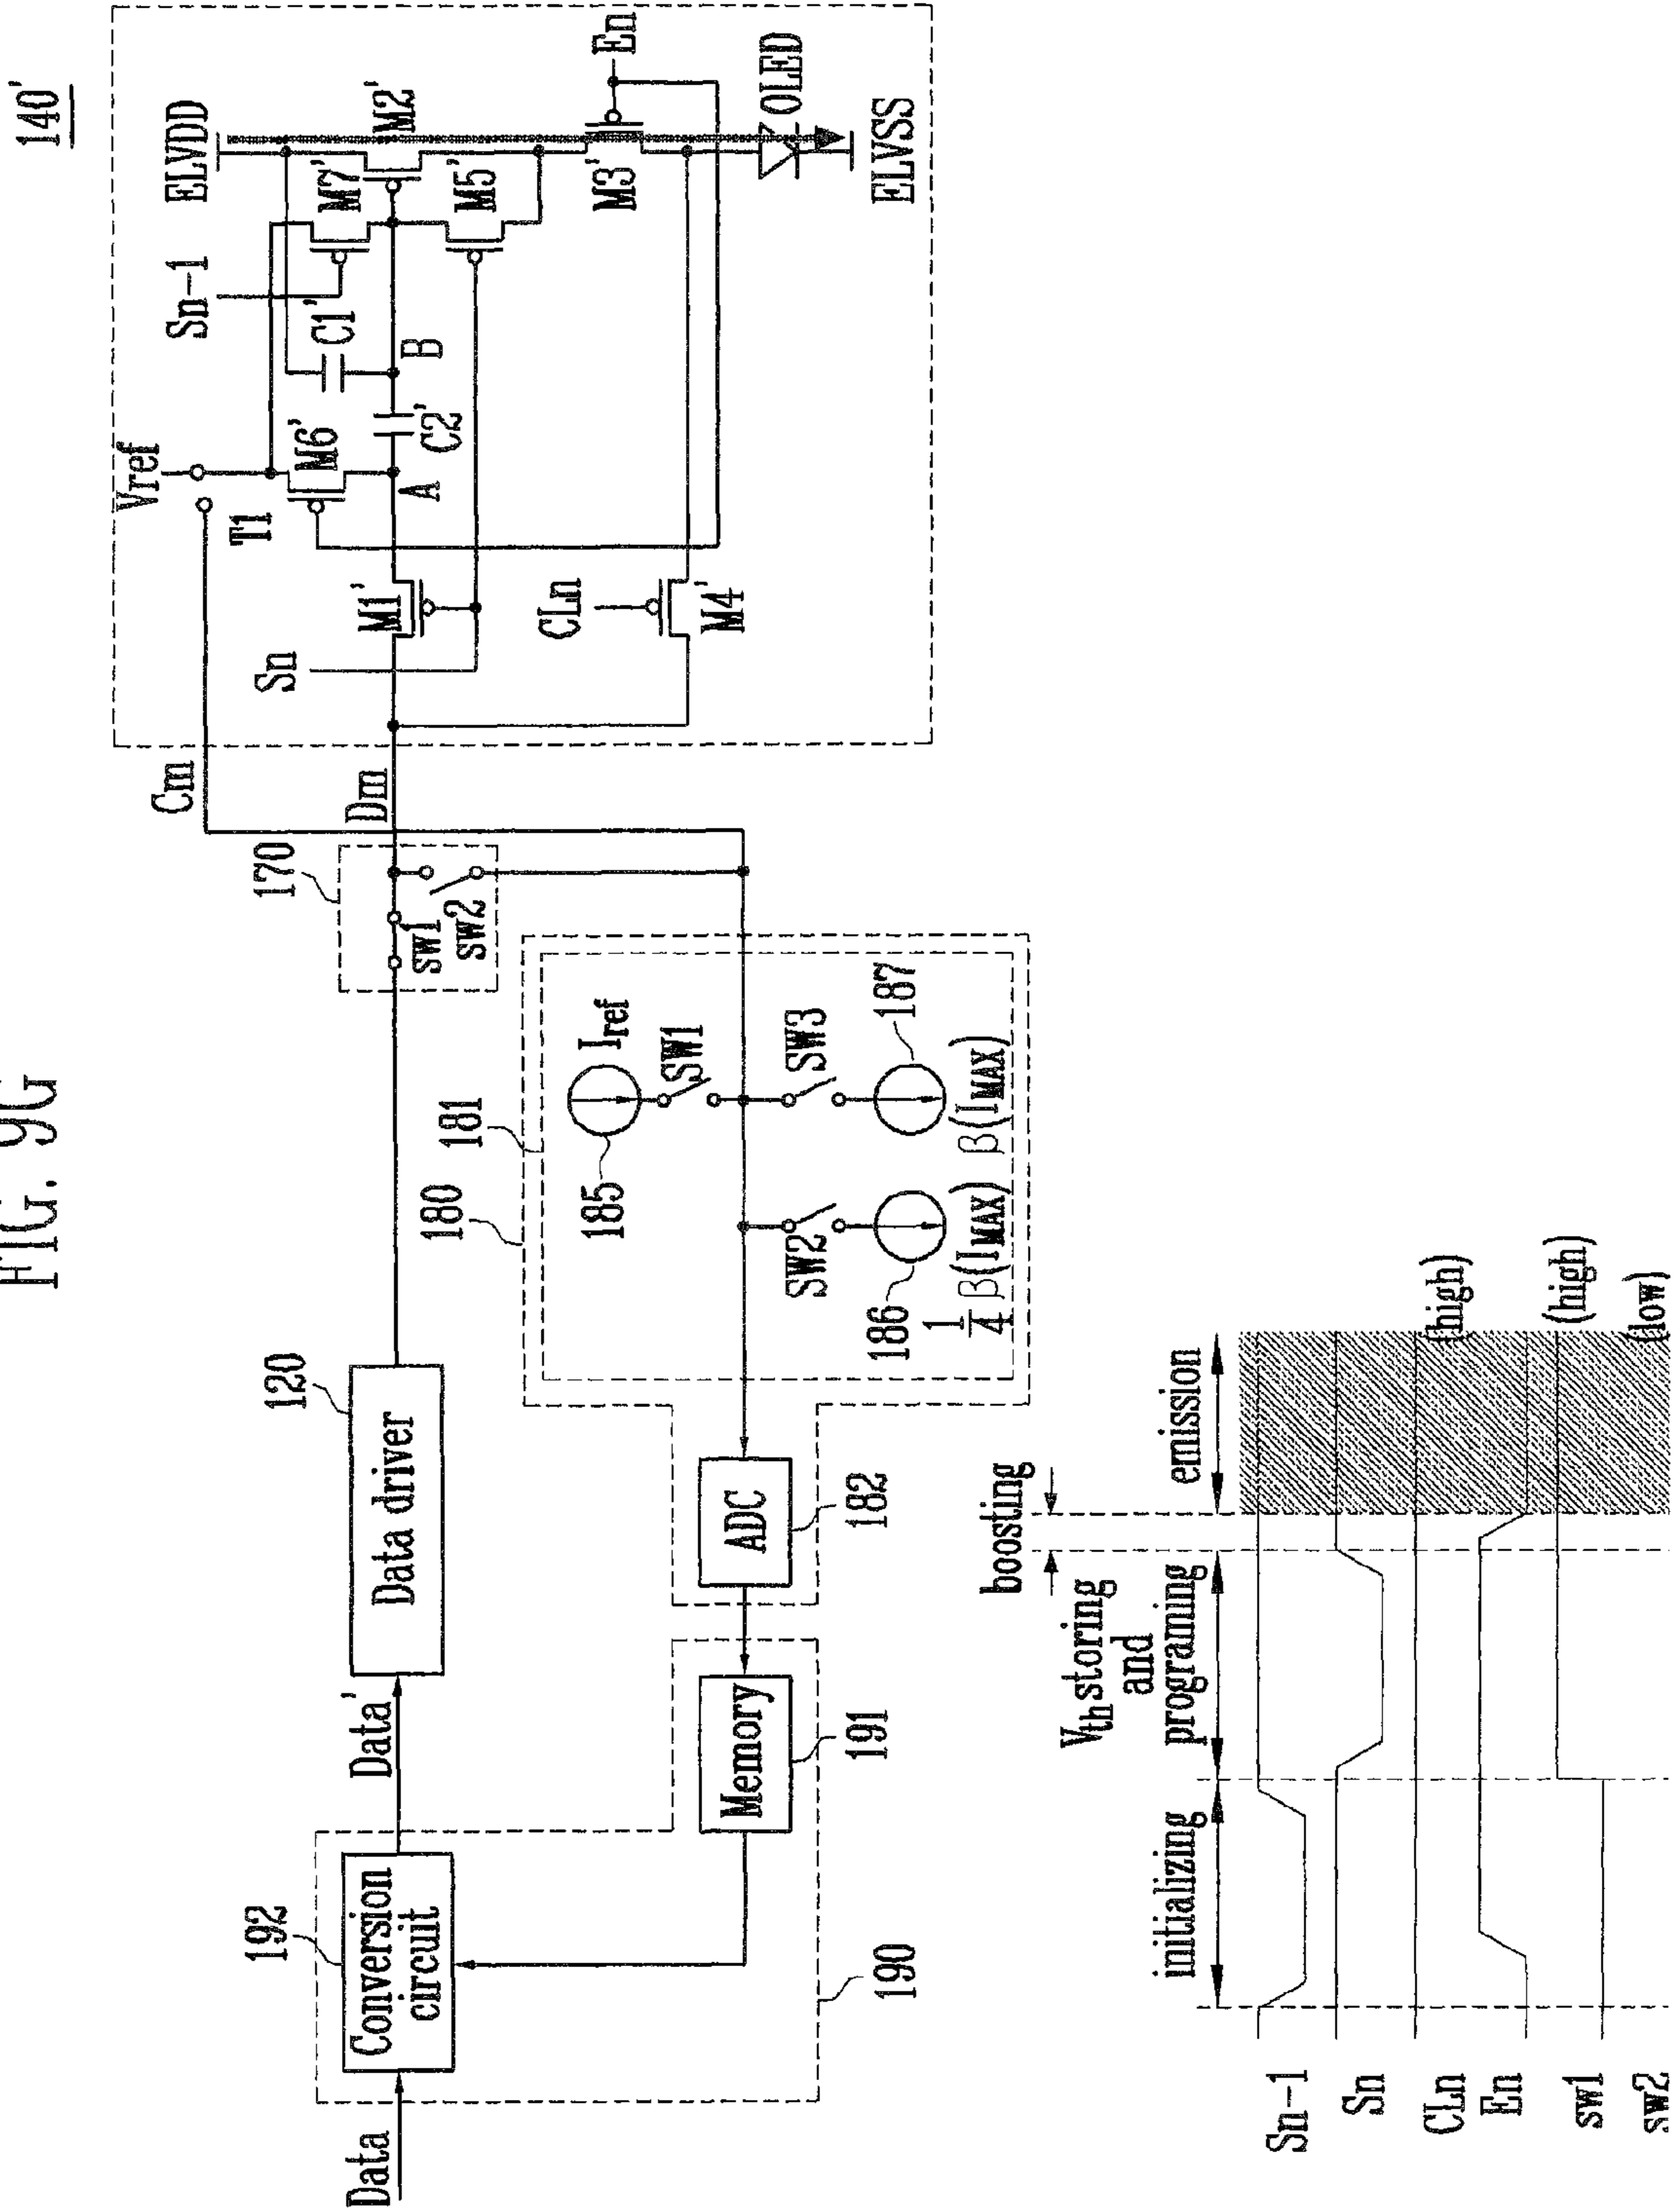 FIG. 9G
140'
ELVDD
Vref
Sn-1
M7'
M2'
T1
M6'
C1'
Cm
Sn
M1'
A
C2'
B
M5'
En
Dm
CLn
M4'
M3'
OLED
ELVSS
170
sw1
sw2
120
Data driver
180
181
Iref
185
SW1
SW2
SW3
186
187
1/4 β(IMAX)
β(IMAX)
192
Conversion
circuit
Data
Data'
ADC
182
Memory
191
190
initializing
Vth storing
and
programing
boosting
emission
Sn-1
Sn
CLn
(high)
En
sw1
(high)
sw2
(low)